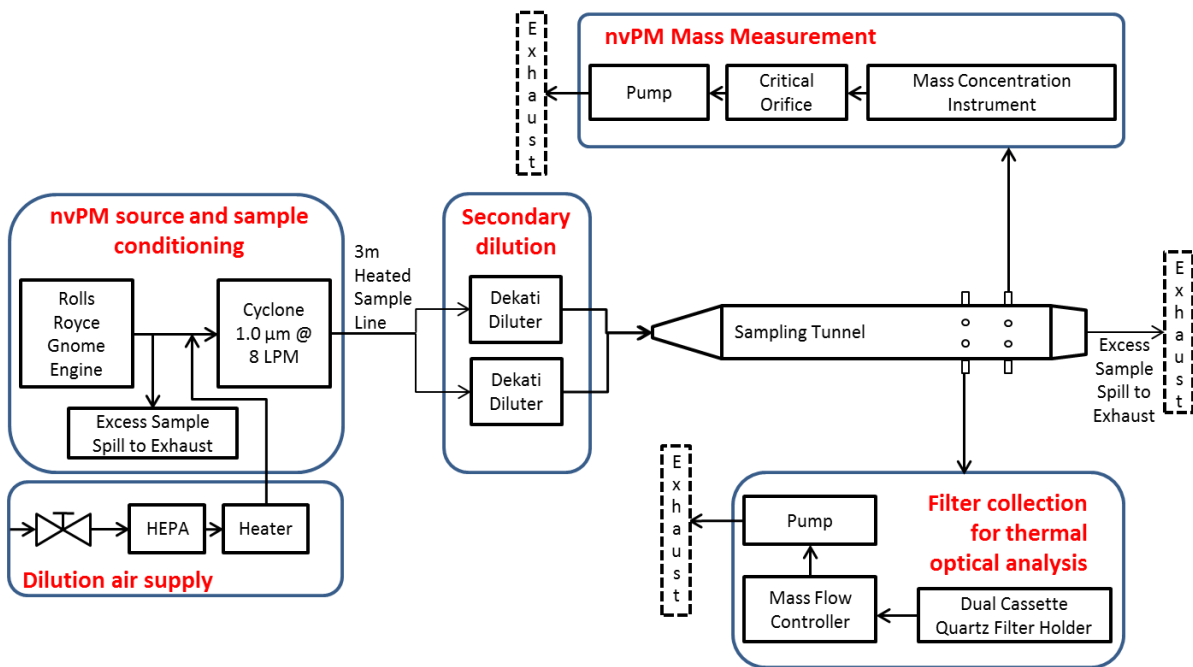 Exhaust
nvPM Mass Measurement
Pump
Critical
Orifice
Mass Concentration
Instrument
nvPM source and sample
conditioning
Rolls
Royce
Gnome
Engine
Cyclone
1.0 µm @
8 LPM
Excess Sample
Spill to Exhaust
3m
Heated
Sample
Line
Secondary
dilution
Dekati
Diluter
Dekati
Diluter
Sampling Tunnel
Excess
Sample
Spill to
Exhaust
Exhaust
HEPA
Heater
Dilution air supply
Exhaust
Filter collection
for thermal
optical analysis
Pump
Mass Flow
Controller
Dual Cassette
Quartz Filter Holder